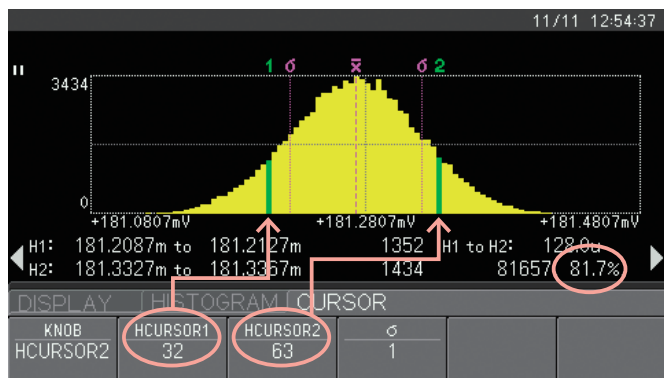 11/11 12:54:37
1 σ x̄ σ 2
3434
0
+181.0807mV +181.2807mV +181.4807mV
H1: 181.2087m to 181.2127m 1352 H1 to H2: 128.0u
H2: 181.3327m to 181.3367m 1434 81657 81.7%
DISPLAY HISTOGRAM CURSOR
KNOB HCURSOR1 HCURSOR2 σ
HCURSOR2 32 63 1